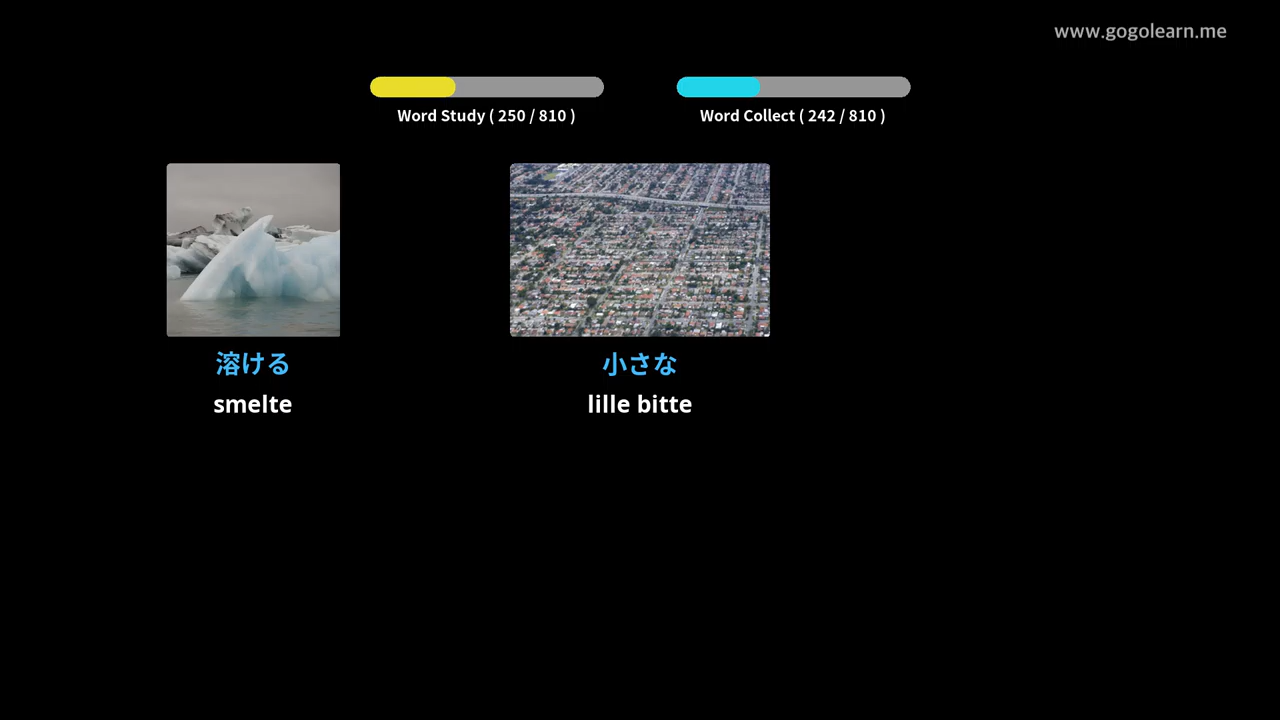 www.gogolearn.me
Word Study ( 250 / 810 )
Word Collect ( 242 / 810 )
溶ける
smelte
小さな
lille bitte